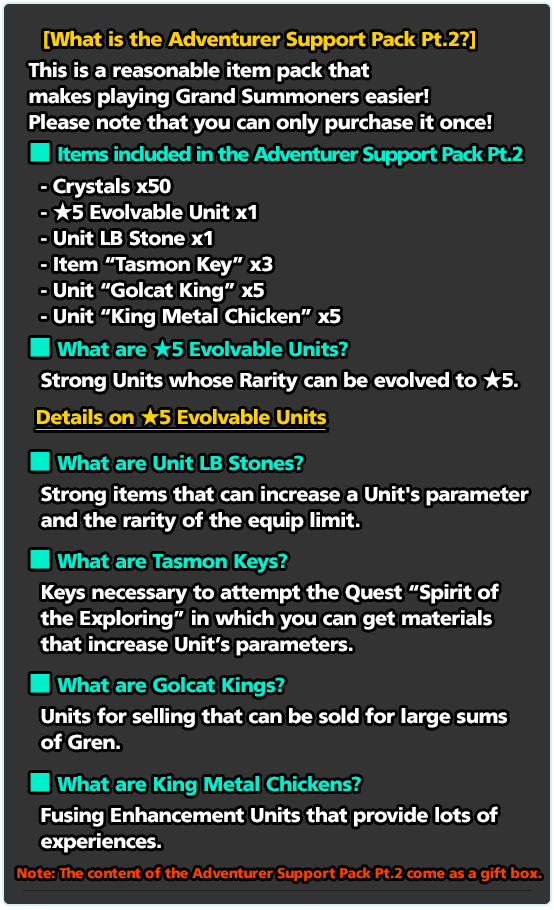 [What is the Adventurer Support Pack Pt.2?]
This is a reasonable item pack that
makes playing Grand Summoners easier!
Please note that you can only purchase it once!
■ Items included in the Adventurer Support Pack Pt.2
- Crystals x50
- ★5 Evolvable Unit x1
- Unit LB Stone x1
- Item “Tasmon Key” x3
- Unit “Golcat King” x5
- Unit “King Metal Chicken” x5
■ What are ★5 Evolvable Units?
Strong Units whose Rarity can be evolved to ★5.
Details on ★5 Evolvable Units
■ What are Unit LB Stones?
Strong items that can increase a Unit's parameter
and the rarity of the equip limit.
■ What are Tasmon Keys?
Keys necessary to attempt the Quest “Spirit of
the Exploring” in which you can get materials
that increase Unit’s parameters.
■ What are Golcat Kings?
Units for selling that can be sold for large sums
of Gren.
■ What are King Metal Chickens?
Fusing Enhancement Units that provide lots of
experiences.
Note: The content of the Adventurer Support Pack Pt.2 come as a gift box.